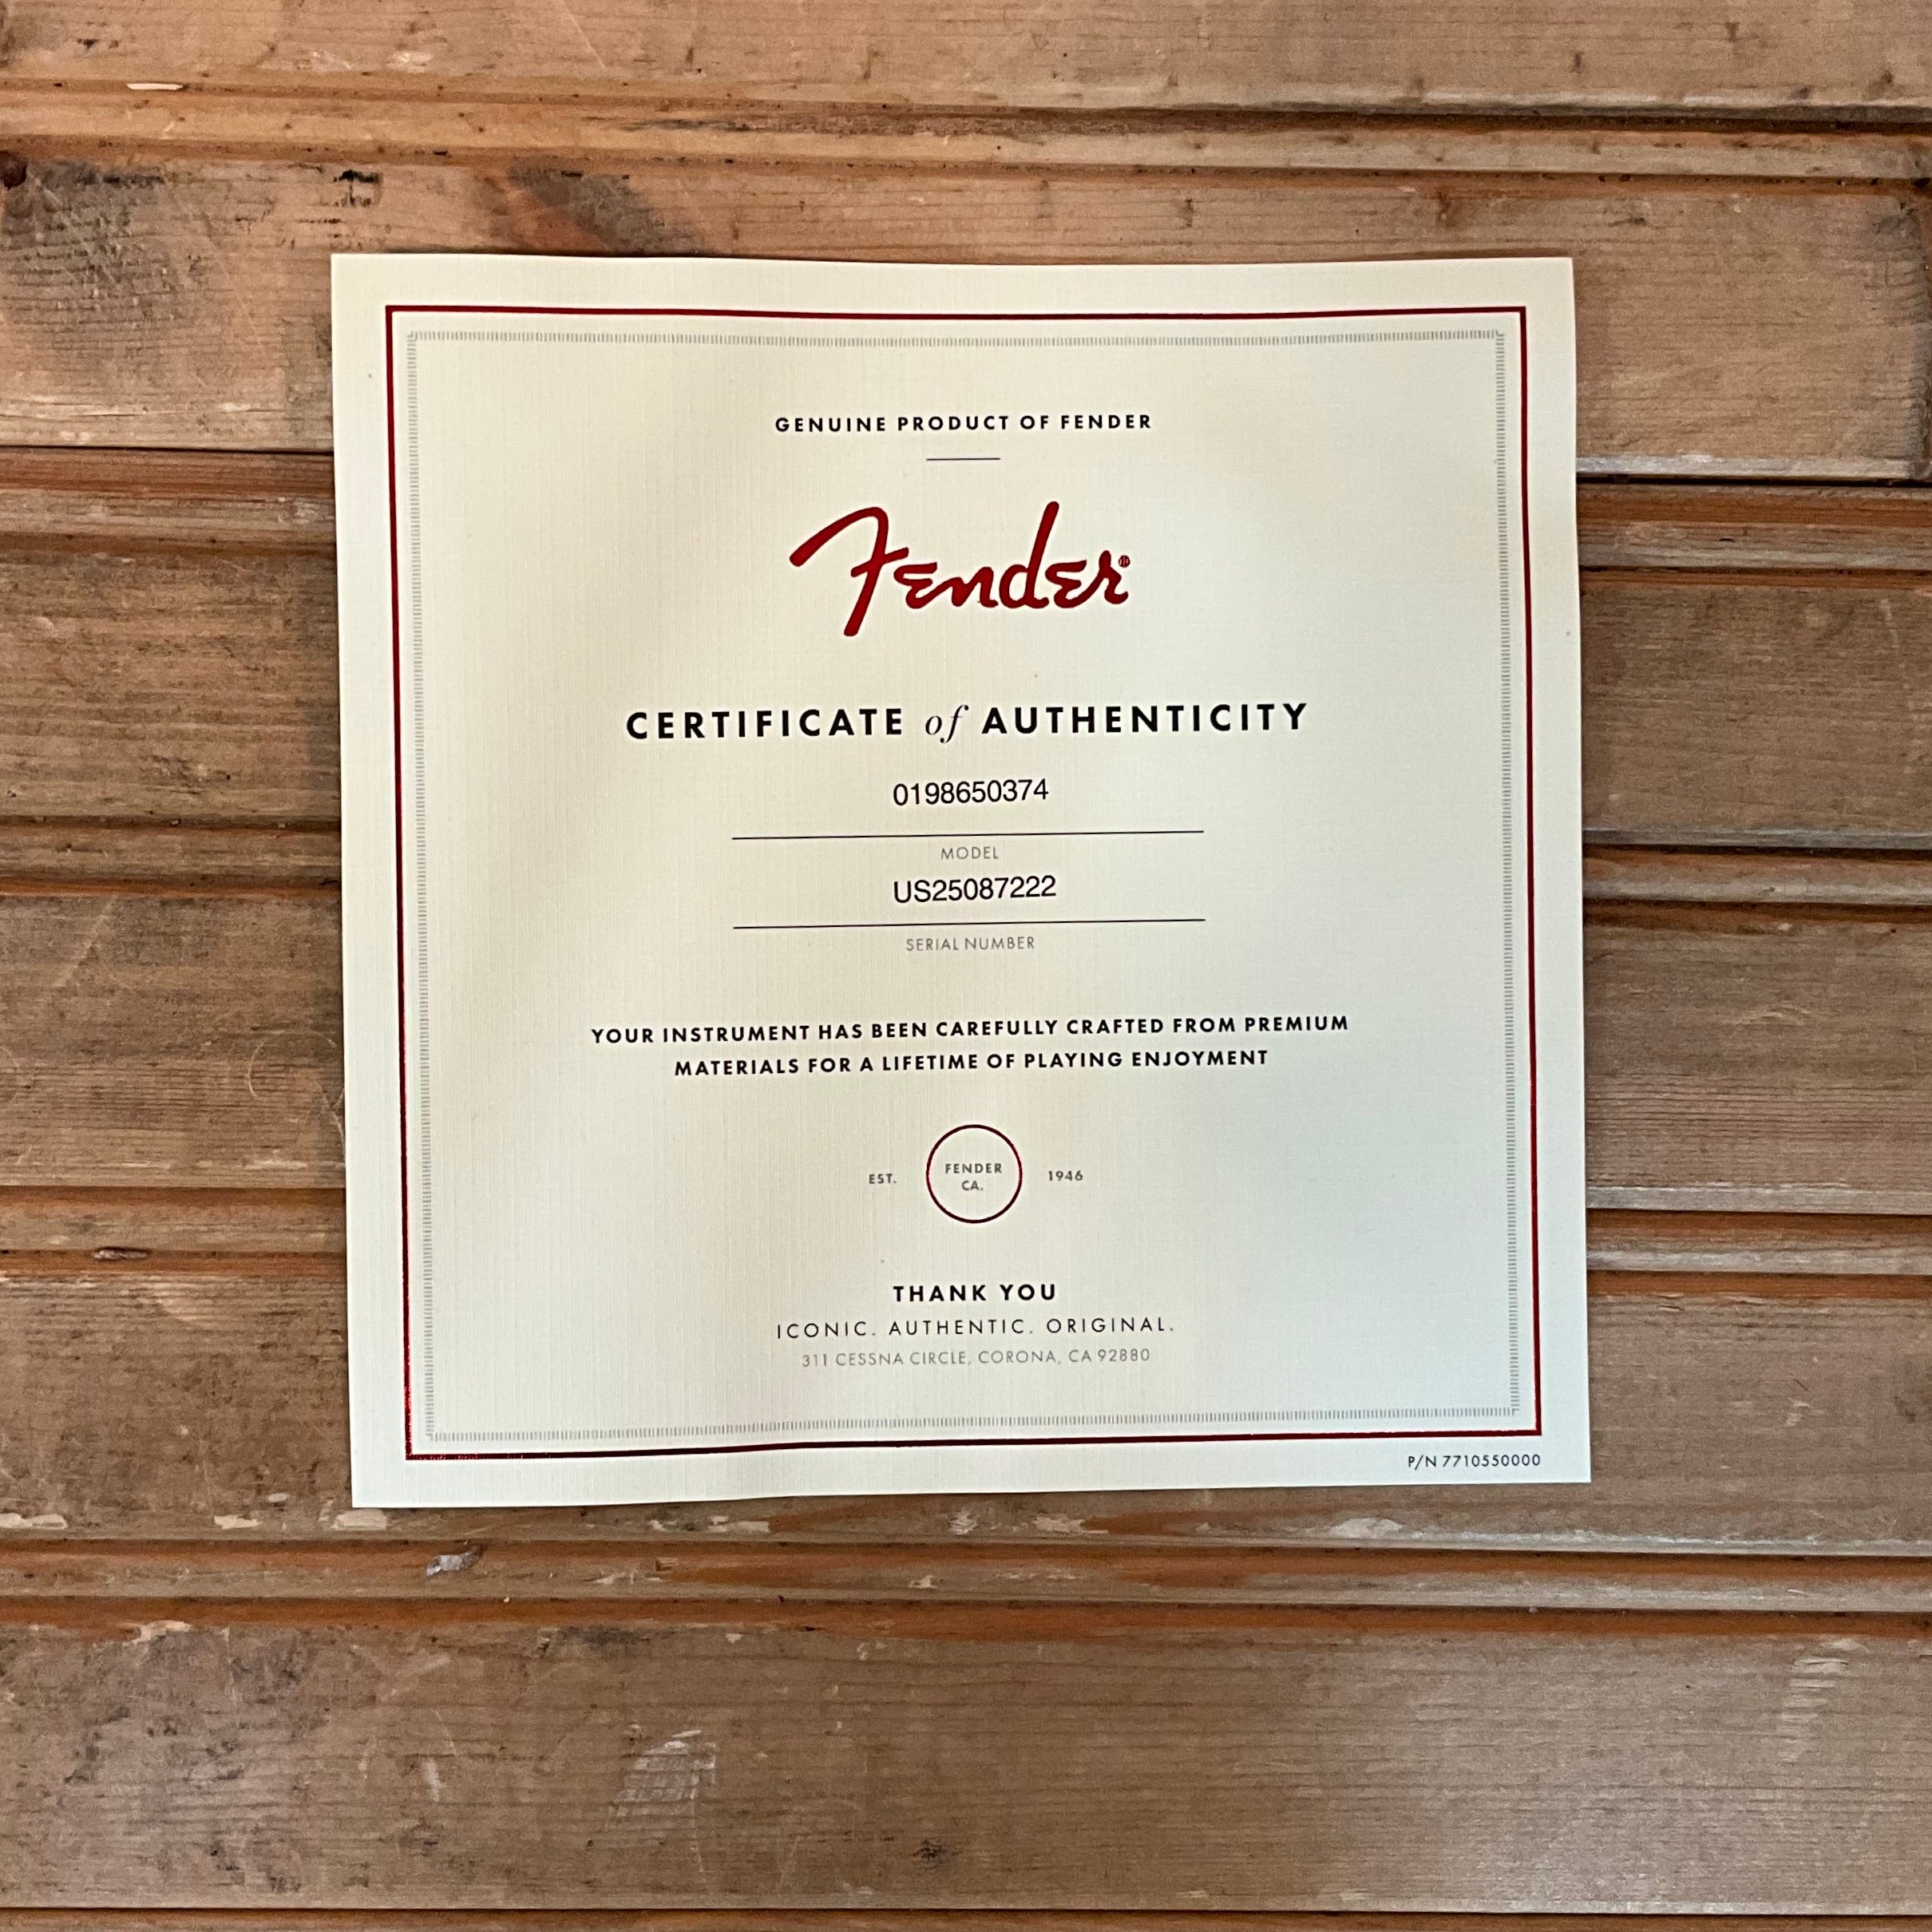 GENUINE PRODUCT OF FENDER
Fender®
CERTIFICATE of AUTHENTICITY
0198650374
MODEL
US25087222
SERIAL NUMBER
YOUR INSTRUMENT HAS BEEN CAREFULLY CRAFTED FROM PREMIUM
MATERIALS FOR A LIFETIME OF PLAYING ENJOYMENT
EST. FENDER CA. 1946
THANK YOU
ICONIC. AUTHENTIC. ORIGINAL.
311 CESSNA CIRCLE, CORONA, CA 92880
P/N 7710550000